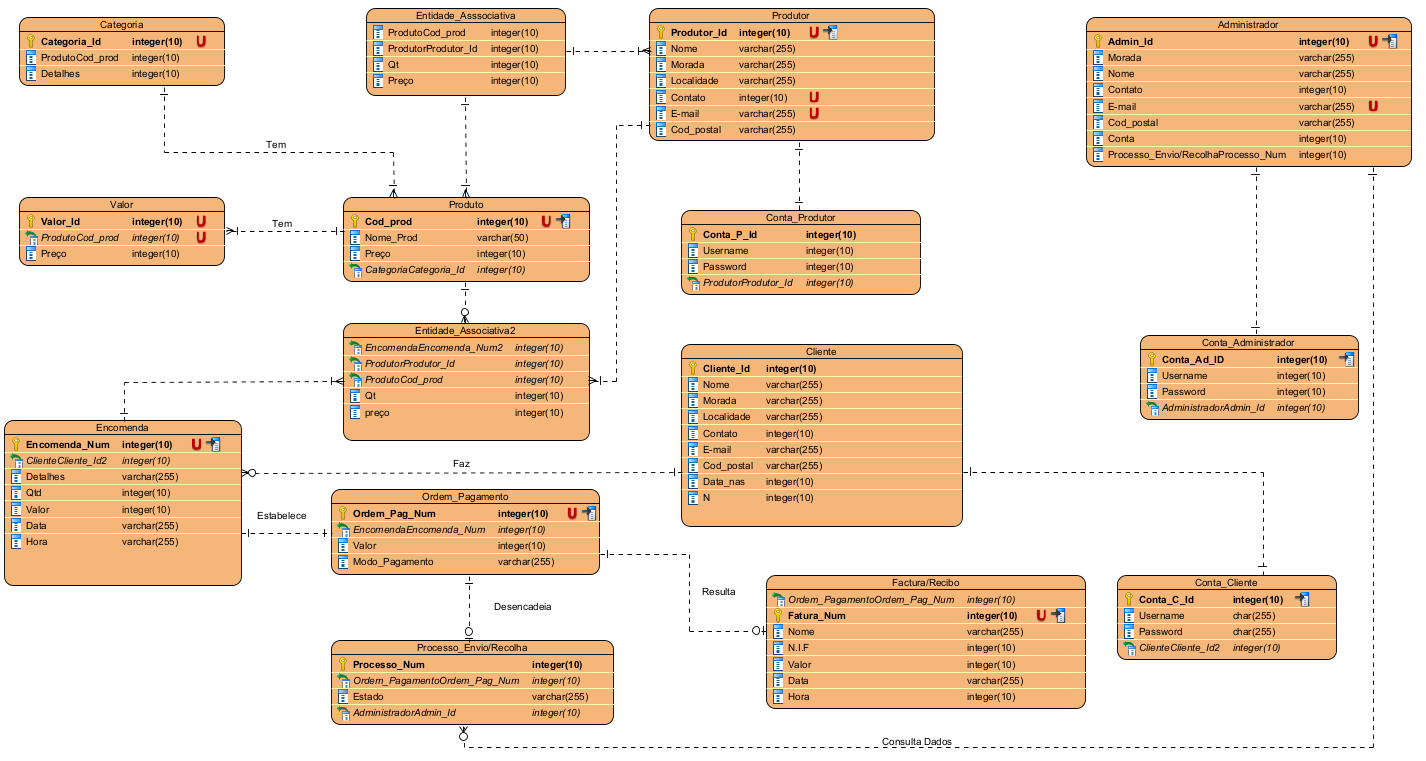 Categoria
Categoria_Id integer(10) U
ProdutoCod_prod integer(10)
Detalhes integer(10)
Entidade_Asssociativa
ProdutoCod_prod integer(10)
ProdutorProdutor_Id integer(10)
Qt integer(10)
Preço integer(10)
Produtor
Produtor_Id integer(10) U
Nome varchar(255)
Morada varchar(255)
Localidade varchar(255)
Contato integer(10) U
E-mail varchar(255) U
Cod_postal varchar(255)
Administrador
Admin_Id integer(10) U
Morada varchar(255)
Nome varchar(255)
Contato integer(10)
E-mail varchar(255) U
Cod_postal varchar(255)
Conta integer(10)
Processo_Envio/RecolhaProcesso_Num integer(10)
Tem
Valor
Valor_Id integer(10) U
ProdutoCod_prod integer(10) U
Preço integer(10)
Tem
Produto
Cod_prod integer(10) U
Nome_Prod varchar(50)
Preço integer(10)
CategoriaCategoria_Id integer(10)
Conta_Produtor
Conta_P_Id integer(10)
Username integer(10)
Password integer(10)
ProdutorProdutor_Id integer(10)
Entidade_Associativa2
EncomendaEncomenda_Num2 integer(10)
ProdutorProdutor_Id integer(10)
ProdutoCod_prod integer(10)
Qt integer(10)
preço integer(10)
Cliente
Cliente_Id integer(10)
Nome varchar(255)
Morada varchar(255)
Localidade varchar(255)
Contato integer(10)
E-mail varchar(255)
Cod_postal varchar(255)
Data_nas integer(10)
N integer(10)
Conta_Administrador
Conta_Ad_ID integer(10)
Username integer(10)
Password integer(10)
AdministradorAdmin_Id integer(10)
Encomenda
Encomenda_Num integer(10) U
ClienteCliente_Id2 integer(10)
Detalhes varchar(255)
Qtd integer(10)
Valor integer(10)
Data varchar(255)
Hora varchar(255)
Faz
Estabelece
Ordem_Pagamento
Ordem_Pag_Num integer(10) U
EncomendaEncomenda_Num integer(10)
Valor integer(10)
Modo_Pagamento varchar(255)
Desencadeia
Resulta
Factura/Recibo
Ordem_PagamentoOrdem_Pag_Num integer(10)
Fatura_Num integer(10) U
Nome varchar(255)
N.I.F integer(10)
Valor integer(10)
Data varchar(255)
Hora integer(10)
Conta_Cliente
Conta_C_Id integer(10)
Username char(255)
Password char(255)
ClienteCliente_Id2 integer(10)
Processo_Envio/Recolha
Processo_Num integer(10)
Ordem_PagamentoOrdem_Pag_Num integer(10)
Estado varchar(255)
AdministradorAdmin_Id integer(10)
Consulta Dados